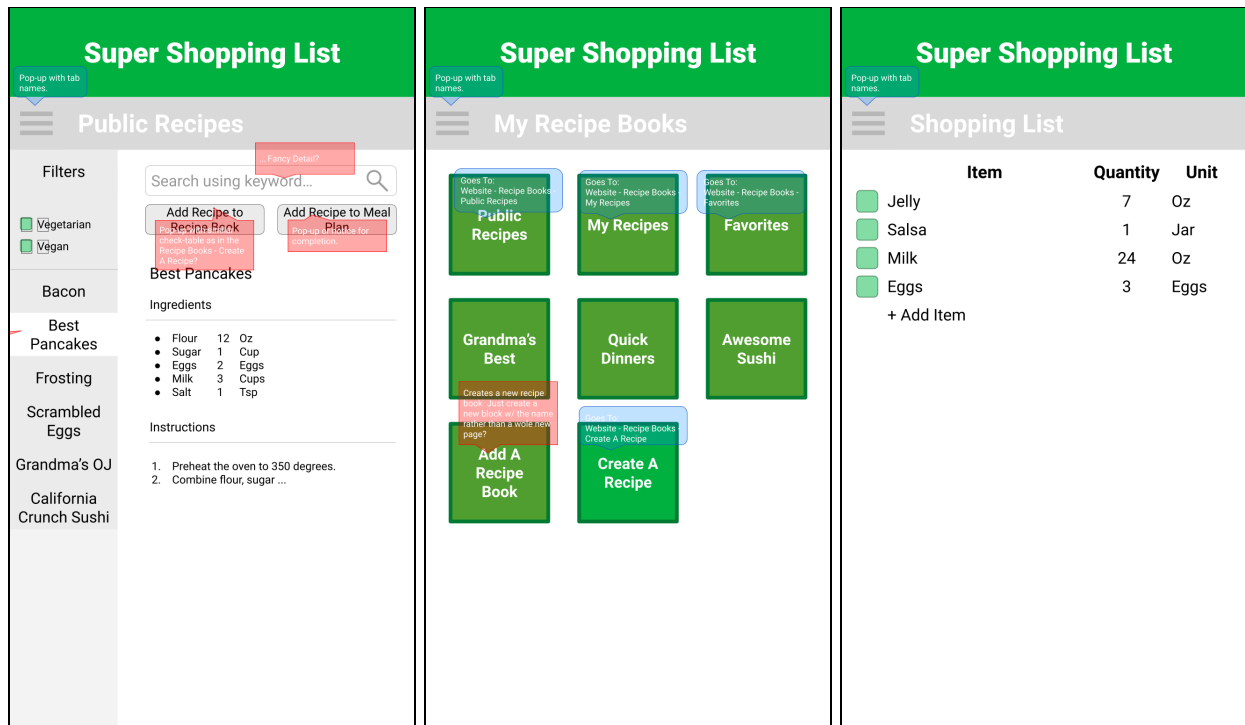 Super Shopping List
Pop-up with tab
names.
Public Recipes
Filters
Vegetarian
Vegan
Bacon
Best
Pancakes
Frosting
Scrambled
Eggs
Grandma's OJ
California
Crunch Sushi
... Fancy Detail?
Search using keyword...
Add Recipe to
Recipe Book
check-table as in the
Recipe Books - Create
A Recipe?
Add Recipe to Meal
Plan
completion.
Best Pancakes
Ingredients
Flour 12 Oz
Sugar 1 Cup
Eggs 2 Eggs
Milk 3 Cups
Salt 1 Tsp
Instructions
1. Preheat the oven to 350 degrees.
2. Combine flour, sugar ...
Super Shopping List
Pop-up with tab
names.
My Recipe Books
Goes To:
Website - Recipe Books -
Public Recipes
Public
Recipes
Goes To:
Website - Recipe Books -
My Recipes
My Recipes
Goes To:
Website - Recipe Books -
Favorites
Favorites
Grandma's
Best
Quick
Dinners
Awesome
Sushi
Creates a new recipe
book. Just create a
new block w/ the name
rather than a wole new
page?
Add A
Recipe
Book
Goes To:
Website - Recipe Books -
Create A Recipe
Create A
Recipe
Super Shopping List
Pop-up with tab
names.
Shopping List
Item Quantity Unit
Jelly 7 Oz
Salsa 1 Jar
Milk 24 Oz
Eggs 3 Eggs
+ Add Item